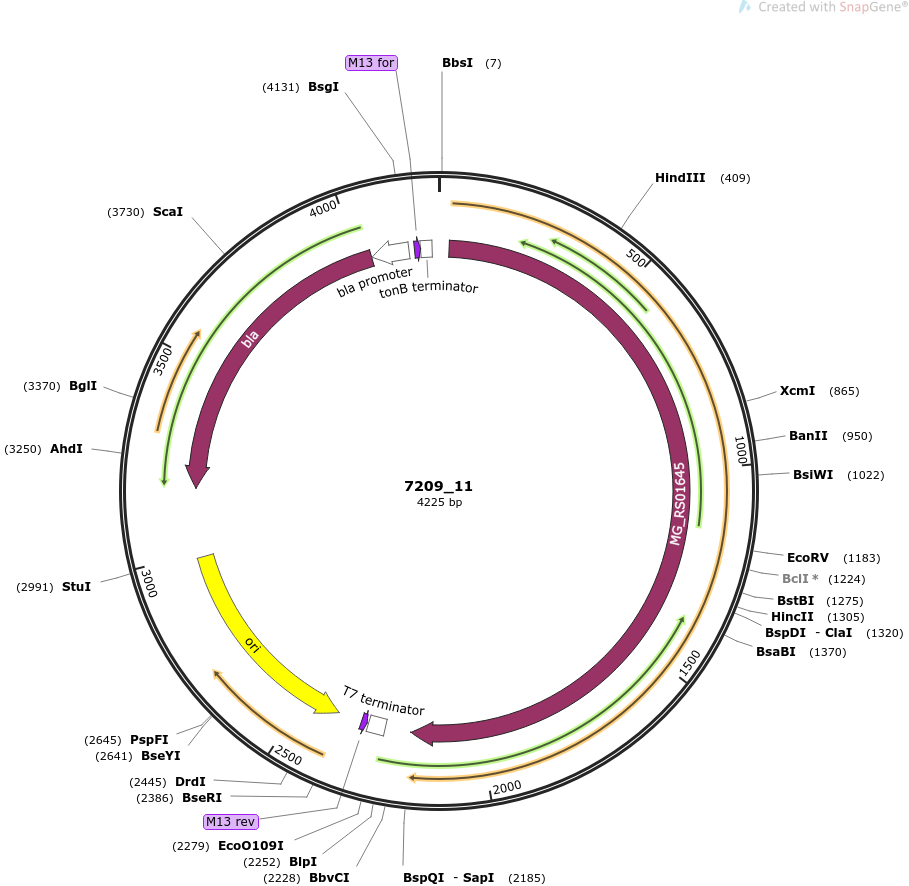 Created with SnapGene®
M13 for
BbsI (7)
(4131) BsgI
HindIII (409)
(3730) ScaI
4000
500
bla promoter
tonB terminator
bla
3500
(3370) BglI
XcmI (865)
BanII (950)
(3250) AhdI
1000
BsiWI (1022)
MG_RS01645
7209_11
4225 bp
EcoRV (1183)
BclI * (1224)
(2991) StuI
3000
BstBI (1275)
HincII (1305)
BspDI - ClaI (1320)
BsaBI (1370)
ori
1500
T7 terminator
(2645) PspFI
(2641) BseYI
2500
(2445) DrdI
2000
(2386) BseRI
M13 rev
(2279) EcoO109I
(2252) BlpI
(2228) BbvCI
BspQI - SapI (2185)